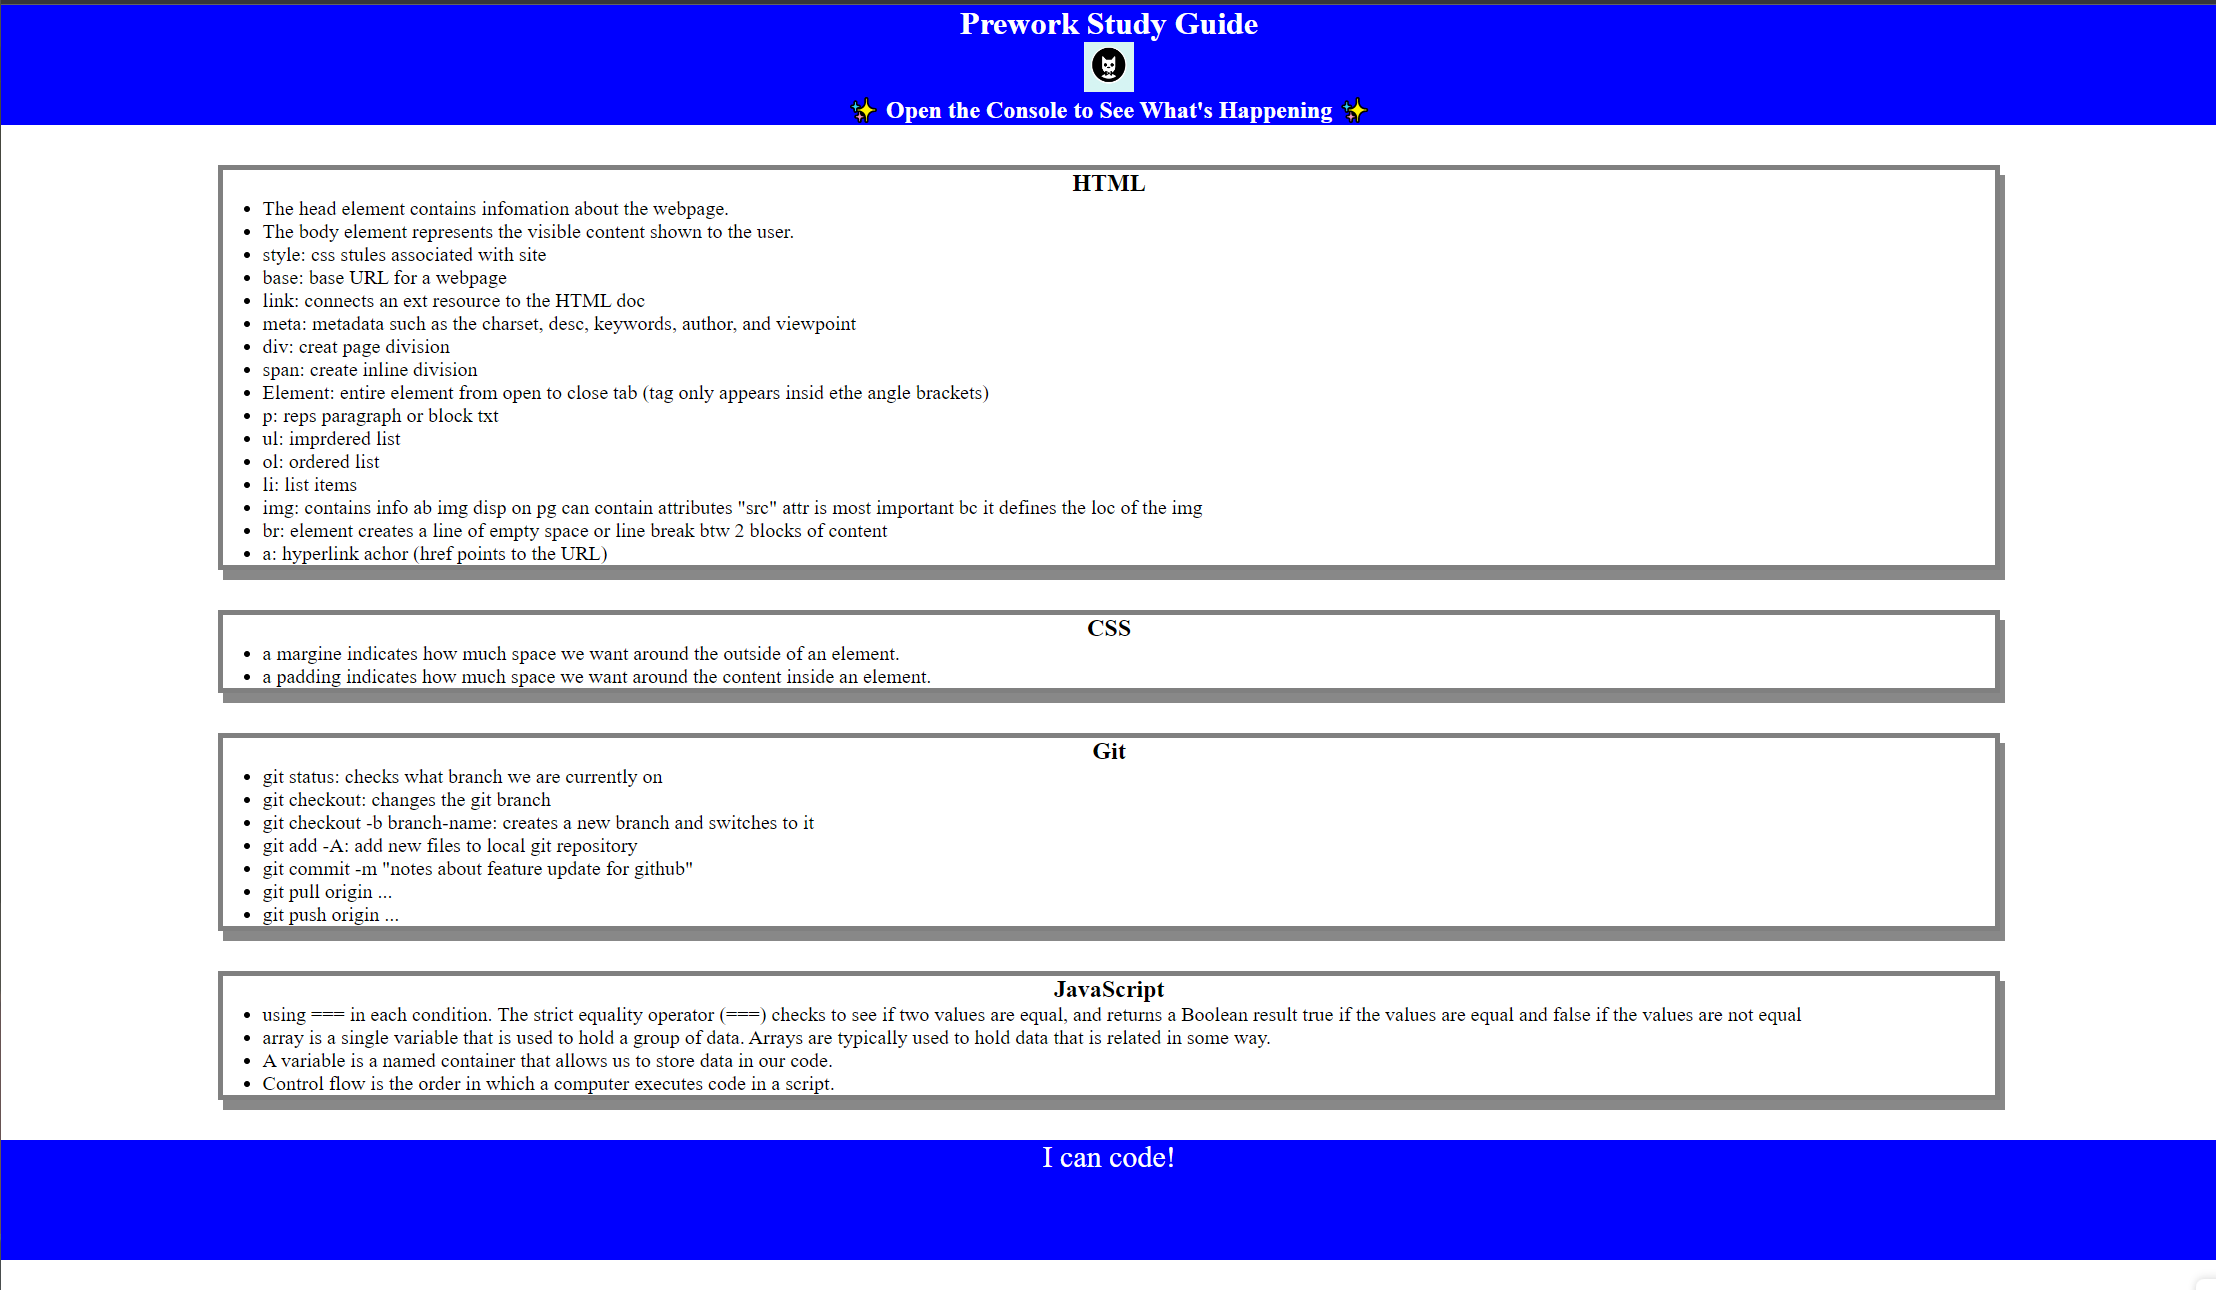 Prework Study Guide
✨ Open the Console to See What's Happening ✨
HTML
• The head element contains infomation about the webpage.
• The body element represents the visible content shown to the user.
• style: css stules associated with site
• base: base URL for a webpage
• link: connects an ext resource to the HTML doc
• meta: metadata such as the charset, desc, keywords, author, and viewpoint
• div: creat page division
• span: create inline division
• Element: entire element from open to close tab (tag only appears insid ethe angle brackets)
• p: reps paragraph or block txt
• ul: imprdered list
• ol: ordered list
• li: list items
• img: contains info ab img disp on pg can contain attributes "src" attr is most important bc it defines the loc of the img
• br: element creates a line of empty space or line break btw 2 blocks of content
• a: hyperlink achor (href points to the URL)
CSS
• a margine indicates how much space we want around the outside of an element.
• a padding indicates how much space we want around the content inside an element.
Git
• git status: checks what branch we are currently on
• git checkout: changes the git branch
• git checkout -b branch-name: creates a new branch and switches to it
• git add -A: add new files to local git repository
• git commit -m "notes about feature update for github"
• git pull origin ...
• git push origin ...
JavaScript
• using === in each condition. The strict equality operator (===) checks to see if two values are equal, and returns a Boolean result true if the values are equal and false if the values are not equal
• array is a single variable that is used to hold a group of data. Arrays are typically used to hold data that is related in some way.
• A variable is a named container that allows us to store data in our code.
• Control flow is the order in which a computer executes code in a script.
I can code!